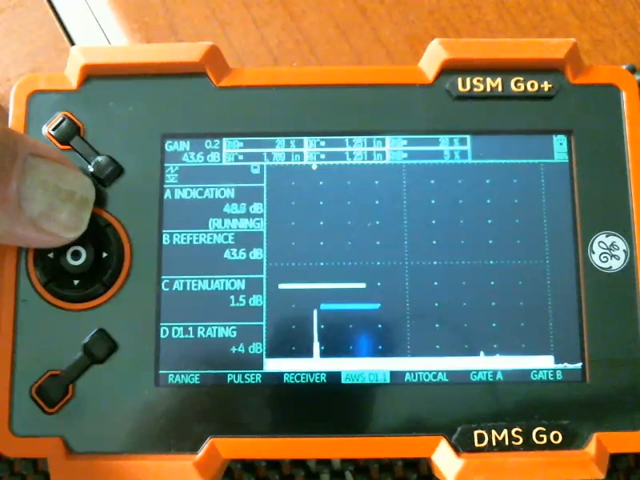 USM Go+
GAIN 0.2
43.6 dB
A INDICATION
48.8 dB
(RUNNING)
B REFERENCE
43.6 dB
C ATTENUATION
1.5 dB
D D1.1 RATING
+4 dB
RANGE PULSER RECEIVER AWS D1.1 AUTOCAL GATE A GATE B
DMS Go